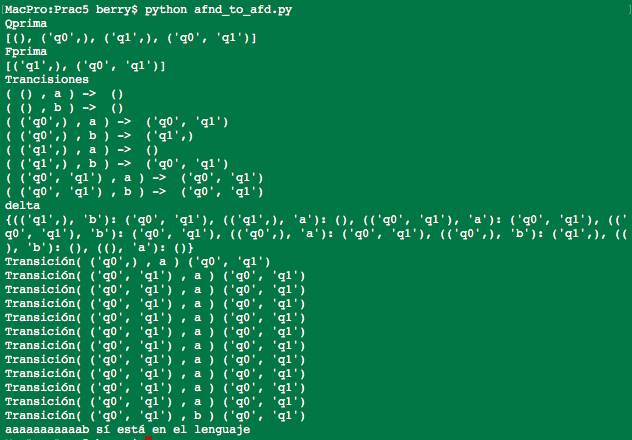 MacPro:Prac5 berry$ python afnd_to_afd.py
Qprima
[(), ('q0',), ('q1',), ('q0', 'q1')]
Fprima
[('q1',), ('q0', 'q1')]
Trancisiones
( () , a ) ->  ()
( () , b ) ->  ()
( ('q0',) , a ) ->  ('q0', 'q1')
( ('q0',) , b ) ->  ('q1',)
( ('q1',) , a ) ->  ()
( ('q1',) , b ) ->  ('q0', 'q1')
( ('q0', 'q1') , a ) ->  ('q0', 'q1')
( ('q0', 'q1') , b ) ->  ('q0', 'q1')
delta
{(('q1',), 'b'): ('q0', 'q1'), (('q1',), 'a'): (), (('q0', 'q1'), 'a'): ('q0', 'q1'), (('
q0', 'q1'), 'b'): ('q0', 'q1'), (('q0',), 'a'): ('q0', 'q1'), (('q0',), 'b'): ('q1',), ((
), 'b'): (), ((), 'a'): ()}
Transición( ('q0',) , a ) ('q0', 'q1')
Transición( ('q0', 'q1') , a ) ('q0', 'q1')
Transición( ('q0', 'q1') , a ) ('q0', 'q1')
Transición( ('q0', 'q1') , a ) ('q0', 'q1')
Transición( ('q0', 'q1') , a ) ('q0', 'q1')
Transición( ('q0', 'q1') , a ) ('q0', 'q1')
Transición( ('q0', 'q1') , a ) ('q0', 'q1')
Transición( ('q0', 'q1') , a ) ('q0', 'q1')
Transición( ('q0', 'q1') , a ) ('q0', 'q1')
Transición( ('q0', 'q1') , a ) ('q0', 'q1')
Transición( ('q0', 'q1') , a ) ('q0', 'q1')
Transición( ('q0', 'q1') , b ) ('q0', 'q1')
aaaaaaaaaaab sí está en el lenguaje